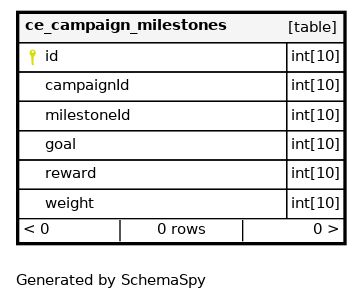 ce_campaign_milestones [table]
id int[10]
campaignId int[10]
milestoneId int[10]
goal int[10]
reward int[10]
weight int[10]
< 0 0 rows 0 >
Generated by SchemaSpy